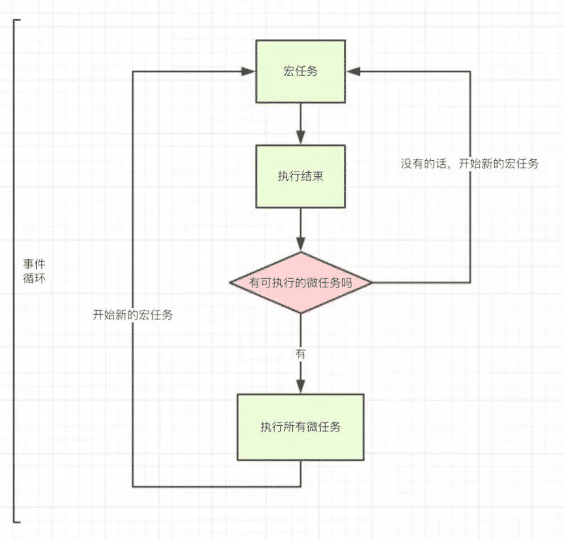 宏任务
执行结束
没有的话，开始新的宏任务
事件
循环
有可执行的微任务吗
开始新的宏任务
有
执行所有微任务